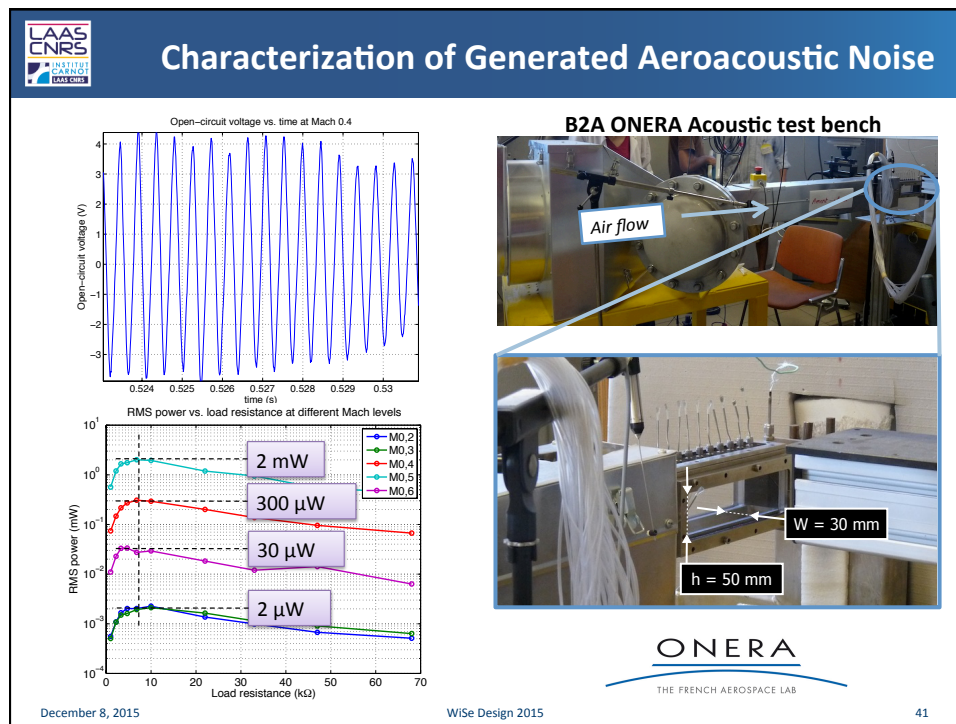 LAAS
CNRS
INSTITUT
CARNOT
LAAS CNRS
Characterization of Generated Aeroacoustic Noise
Open−circuit voltage vs. time at Mach 0.4
Open−circuit voltage (V)
4
3
2
1
0
−1
−2
−3
0.524 0.525 0.526 0.527 0.528 0.529 0.53
time (s)
RMS power vs. load resistance at different Mach levels
RMS power (mW)
10^1
10^0
10^−1
10^−2
10^−3
10^−4
M0,2
M0,3
M0,4
M0,5
M0,6
2 mW
300 µW
30 µW
2 µW
0 10 20 30 40 50 60 70
Load resistance (kΩ)
B2A ONERA Acoustic test bench
Air flow
W = 30 mm
h = 50 mm
ONERA
THE FRENCH AEROSPACE LAB
December 8, 2015
WiSe Design 2015
41